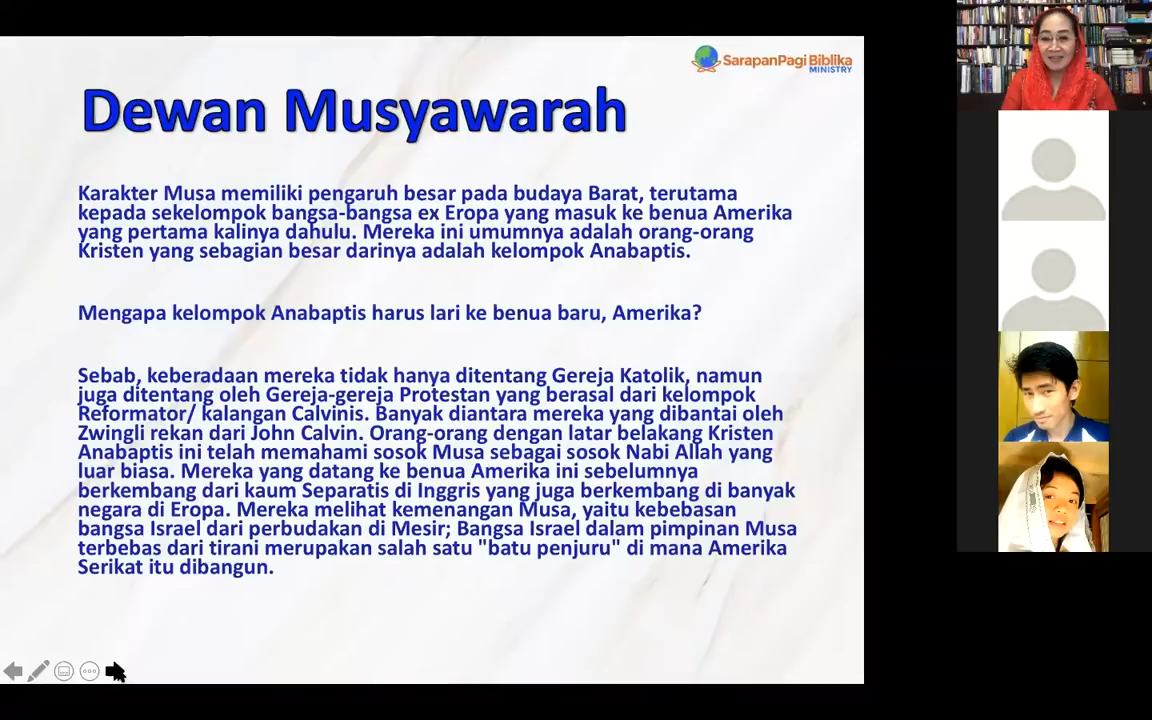 SarapanPagi Biblika
MINISTRY
Dewan Musyawarah
Karakter Musa memiliki pengaruh besar pada budaya Barat, terutama
kepada sekelompok bangsa-bangsa ex Eropa yang masuk ke benua Amerika
yang pertama kalinya dahulu. Mereka ini umumnya adalah orang-orang
Kristen yang sebagian besar darinya adalah kelompok Anabaptis.
Mengapa kelompok Anabaptis harus lari ke benua baru, Amerika?
Sebab, keberadaan mereka tidak hanya ditentang Gereja Katolik, namun
juga ditentang oleh Gereja-gereja Protestan yang berasal dari kelompok
Reformator/ kalangan Calvinis. Banyak diantara mereka yang dibantai oleh
Zwingli rekan dari John Calvin. Orang-orang dengan latar belakang Kristen
Anabaptis ini telah memahami sosok Musa sebagai sosok Nabi Allah yang
luar biasa. Mereka yang datang ke benua Amerika ini sebelumnya
berkembang dari kaum Separatis di Inggris yang juga berkembang di banyak
negara di Eropa. Mereka melihat kemenangan Musa, yaitu kebebasan
bangsa Israel dari perbudakan di Mesir; Bangsa Israel dalam pimpinan Musa
terbebas dari tirani merupakan salah satu "batu penjuru" di mana Amerika
Serikat itu dibangun.